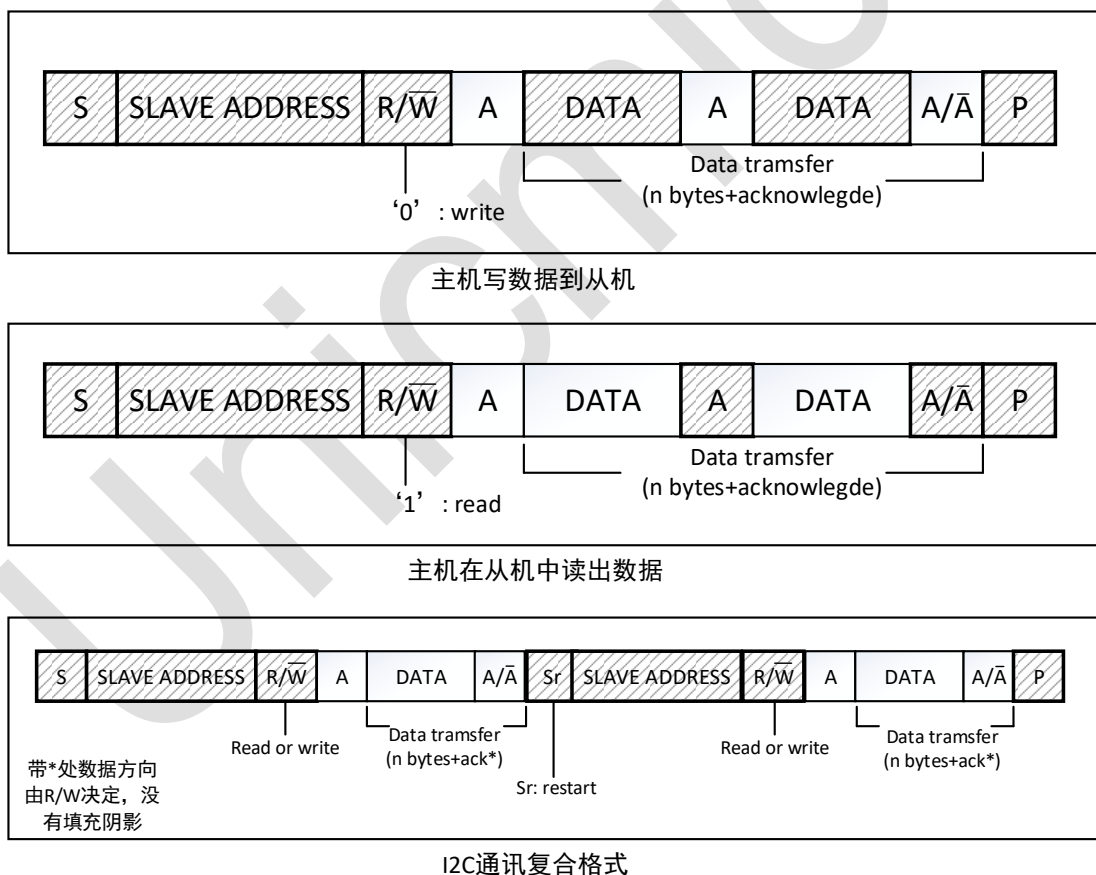 S SLAVE ADDRESS R/W̅ A DATA A DATA A/A̅ P
Data tramsfer
(n bytes+acknowlegde)
‘0’ : write
主机写数据到从机
S SLAVE ADDRESS R/W̅ A DATA A DATA A/A̅ P
Data tramsfer
(n bytes+acknowlegde)
‘1’ : read
主机在从机中读出数据
S SLAVE ADDRESS R/W̅ A DATA A/A̅ Sr SLAVE ADDRESS R/W̅ A DATA A/A̅ P
Read or write
Data transfer
(n bytes+ack*)
Sr: restart
Read or write
Data transfer
(n bytes+ack*)
带*处数据方向
由R/W决定，没
有填充阴影
I2C通讯复合格式